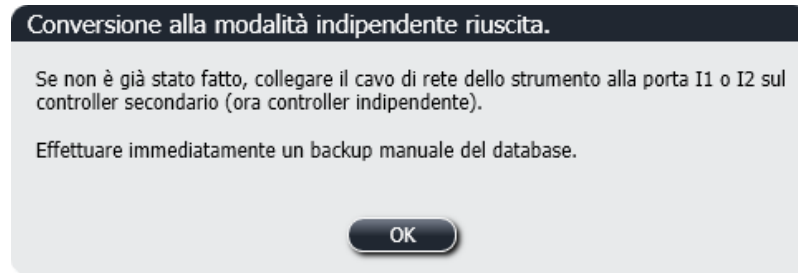 Conversione alla modalità indipendente riuscita.
Se non è già stato fatto, collegare il cavo di rete dello strumento alla porta I1 o I2 sul
controller secondario (ora controller indipendente).
Effettuare immediatamente un backup manuale del database.
OK